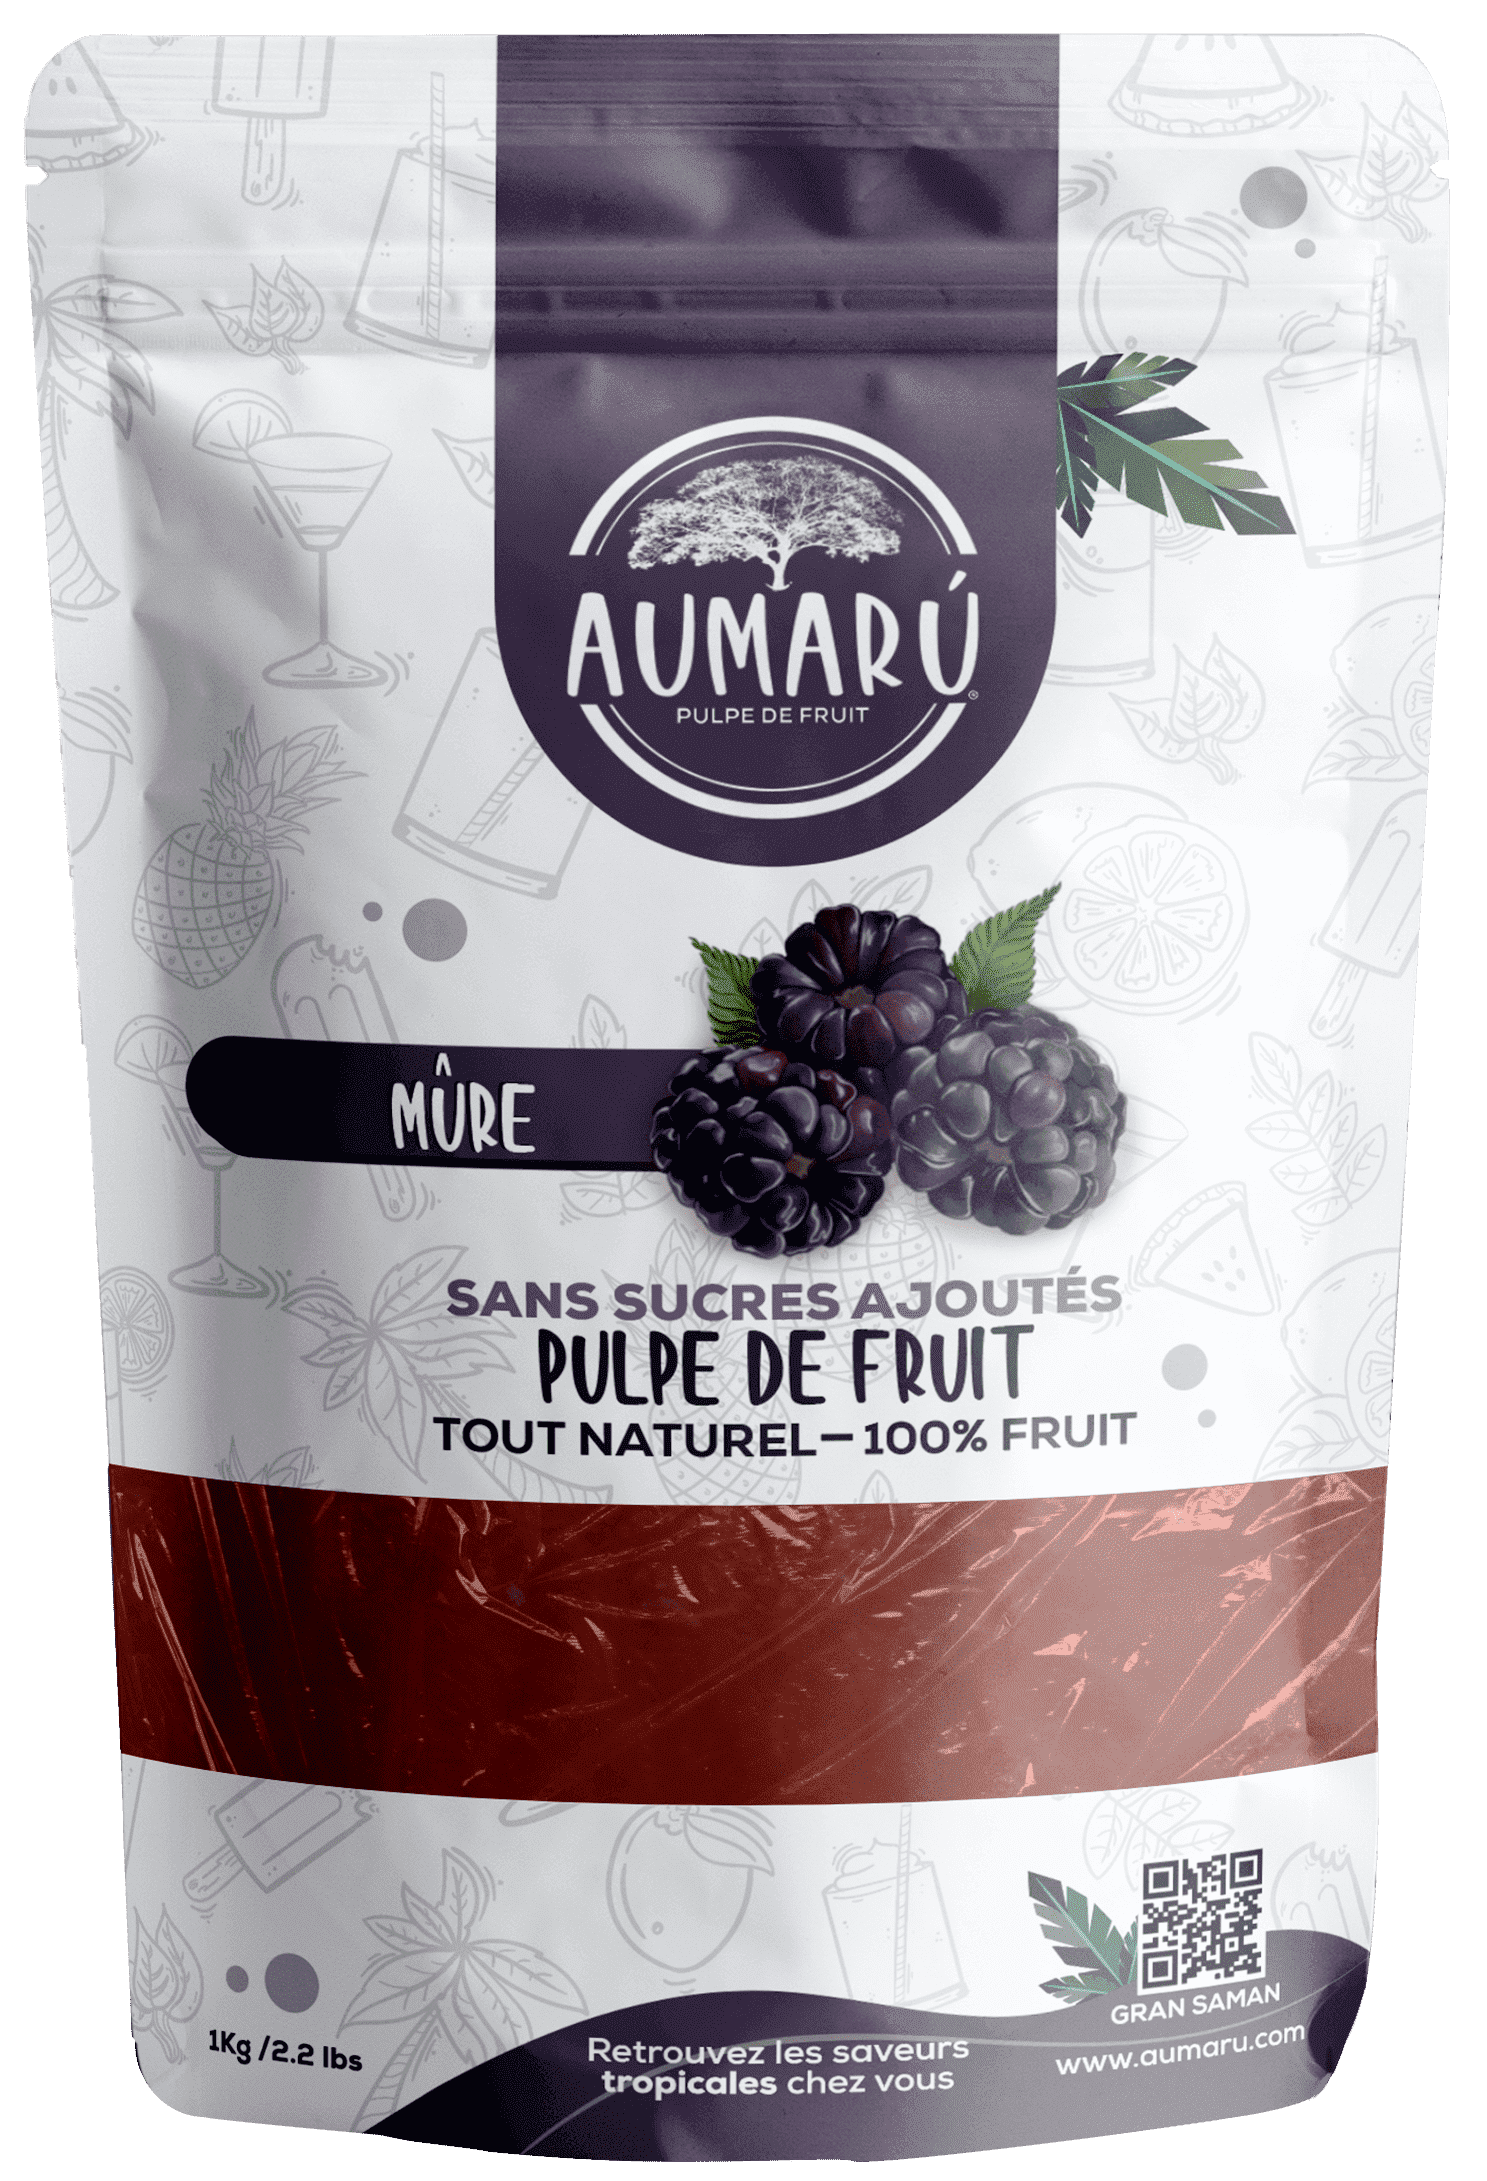 AUMARÚ®
PULPE DE FRUIT
MÛRE
SANS SUCRES AJOUTÉS
PULPE DE FRUIT
TOUT NATUREL—100% FRUIT
1Kg /2.2 lbs
Retrouvez les saveurs
tropicales chez vous
GRAN SAMAN
www.aumaru.com